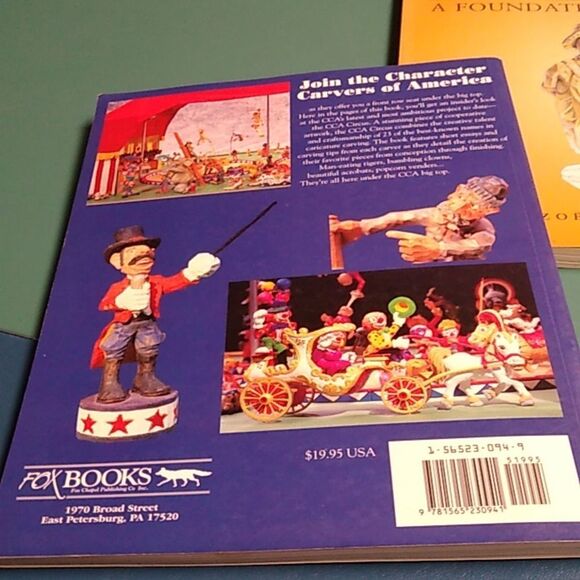 A FOUNDATI
Join the Character
Carvers of America
as they offer you a front row seat under the big top.
Here in the pages of this book, you'll get an insider's look
at the CCA's latest and most ambitious project to date—
the CCA Circus. A stunning piece of cooperative
artwork, the CCA Circus combines the creative talent
and craftsmanship of 23 of the best-known names in
caricature carving. The book features short essays and
carving tips from each carver as they detail the creation of
their favorite pieces from conception through finishing.
Man-eating tigers, bumbling clowns,
beautiful acrobats, popcorn venders...
They're all here under the CCA big top.
$19.95 USA
1-56523-094-9
51995
9 781565 230941
FOX BOOKS
Fox Chapel Publishing Co Inc.
1970 Broad Street
East Petersburg, PA 17520